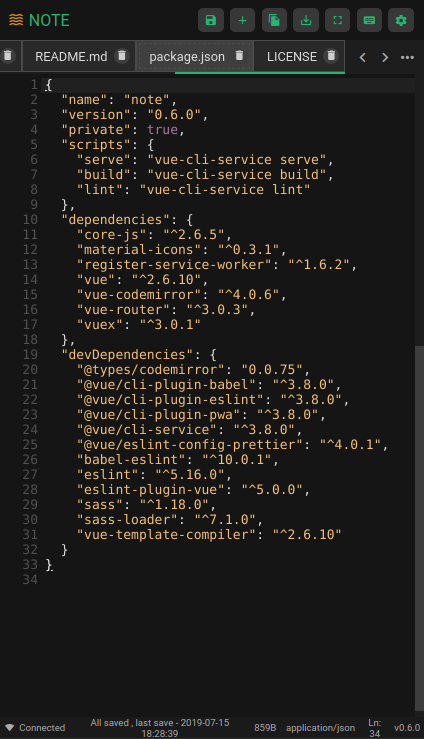 NOTE
README.md package.json LICENSE
1 {
2 "name": "note",
3 "version": "0.6.0",
4 "private": true,
5 "scripts": {
6 "serve": "vue-cli-service serve",
7 "build": "vue-cli-service build",
8 "lint": "vue-cli-service lint"
9 },
10 "dependencies": {
11 "core-js": "^2.6.5",
12 "material-icons": "^0.3.1",
13 "register-service-worker": "^1.6.2",
14 "vue": "^2.6.10",
15 "vue-codemirror": "^4.0.6",
16 "vue-router": "^3.0.3",
17 "vuex": "^3.0.1"
18 },
19 "devDependencies": {
20 "@types/codemirror": "0.0.75",
21 "@vue/cli-plugin-babel": "^3.8.0",
22 "@vue/cli-plugin-eslint": "^3.8.0",
23 "@vue/cli-plugin-pwa": "^3.8.0",
24 "@vue/cli-service": "^3.8.0",
25 "@vue/eslint-config-prettier": "^4.0.1",
26 "babel-eslint": "^10.0.1",
27 "eslint": "^5.16.0",
28 "eslint-plugin-vue": "^5.0.0",
29 "sass": "^1.18.0",
30 "sass-loader": "^7.1.0",
31 "vue-template-compiler": "^2.6.10"
32 }
33 }
34
Connected All saved , last save - 2019-07-15 18:28:39 859B application/json Ln: 34 v0.6.0